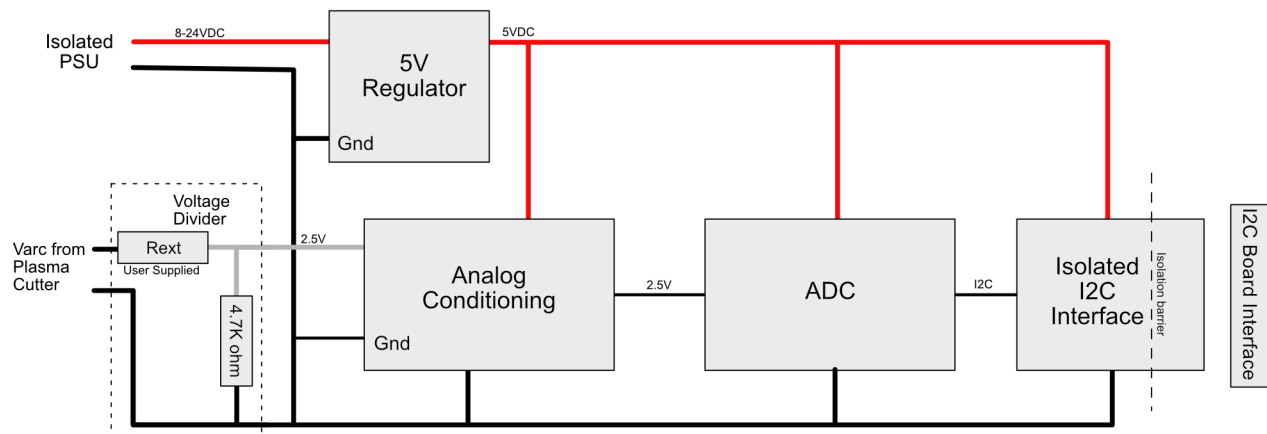 8-24VDC
5VDC
Isolated
PSU
5V
Regulator
Gnd
Voltage
Divider
Varc from
Plasma
Cutter
Rext
User Supplied
2.5V
4.7K ohm
Analog
Conditioning
Gnd
2.5V
ADC
I2C
Isolated
I2C
Interface
Isolation barrier
I2C Board Interface